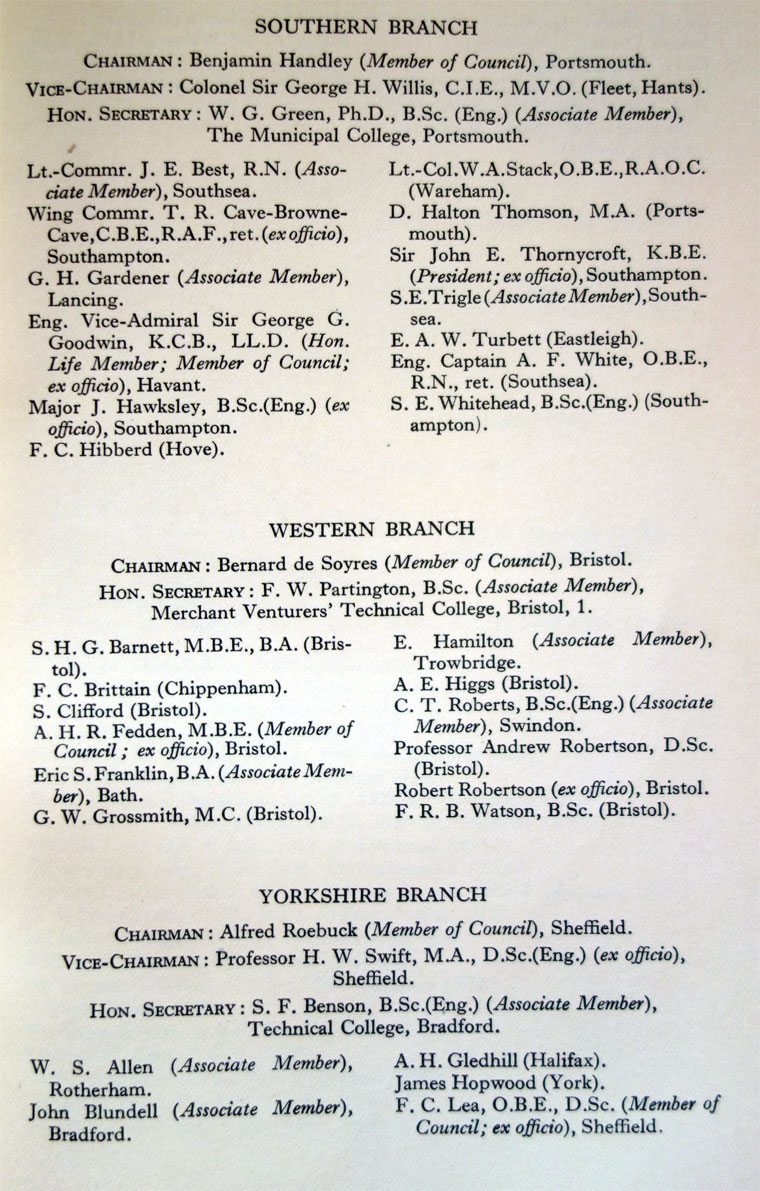 SOUTHERN BRANCH
CHAIRMAN: Benjamin Handley (Member of Council), Portsmouth.
VICE-CHAIRMAN: Colonel Sir George H. Willis, C.I.E., M.V.O. (Fleet, Hants).
HON. SECRETARY: W. G. Green, Ph.D., B.Sc. (Eng.) (Associate Member),
The Municipal College, Portsmouth.
Lt.-Commr. J. E. Best, R.N. (Asso-
ciate Member), Southsea.
Wing Commr. T. R. Cave-Browne-
Cave, C.B.E., R.A.F., ret. (ex officio),
Southampton.
G. H. Gardener (Associate Member),
Lancing.
Eng. Vice-Admiral Sir George G.
Goodwin, K.C.B., LL.D. (Hon.
Life Member; Member of Council;
ex officio), Havant.
Major J. Hawksley, B.Sc.(Eng.) (ex
officio), Southampton.
F. C. Hibberd (Hove).
Lt.-Col. W. A. Stack, O.B.E., R.A.O.C.
(Wareham).
D. Halton Thomson, M.A. (Ports-
mouth).
Sir John E. Thornycroft, K.B.E.
(President; ex officio), Southampton.
S. E. Trigle (Associate Member), South-
sea.
E. A. W. Turbett (Eastleigh).
Eng. Captain A. F. White, O.B.E.,
R.N., ret. (Southsea).
S. E. Whitehead, B.Sc.(Eng.) (South-
ampton).
WESTERN BRANCH
CHAIRMAN: Bernard de Soyres (Member of Council), Bristol.
HON. SECRETARY: F. W. Partington, B.Sc. (Associate Member),
Merchant Venturers' Technical College, Bristol, 1.
S. H. G. Barnett, M.B.E., B.A. (Bris-
tol).
F. C. Brittain (Chippenham).
S. Clifford (Bristol).
A. H. R. Fedden, M.B.E. (Member of
Council; ex officio), Bristol.
Eric S. Franklin, B.A. (Associate Mem-
ber), Bath.
G. W. Grossmith, M.C. (Bristol).
E. Hamilton (Associate Member),
Trowbridge.
A. E. Higgs (Bristol).
C. T. Roberts, B.Sc.(Eng.) (Associate
Member), Swindon.
Professor Andrew Robertson, D.Sc.
(Bristol).
Robert Robertson (ex officio), Bristol.
F. R. B. Watson, B.Sc. (Bristol).
YORKSHIRE BRANCH
CHAIRMAN: Alfred Roebuck (Member of Council), Sheffield.
VICE-CHAIRMAN: Professor H. W. Swift, M.A., D.Sc.(Eng.) (ex officio),
Sheffield.
HON. SECRETARY: S. F. Benson, B.Sc.(Eng.) (Associate Member),
Technical College, Bradford.
W. S. Allen (Associate Member),
Rotherham.
John Blundell (Associate Member),
Bradford.
A. H. Gledhill (Halifax).
James Hopwood (York).
F. C. Lea, O.B.E., D.Sc. (Member of
Council; ex officio), Sheffield.